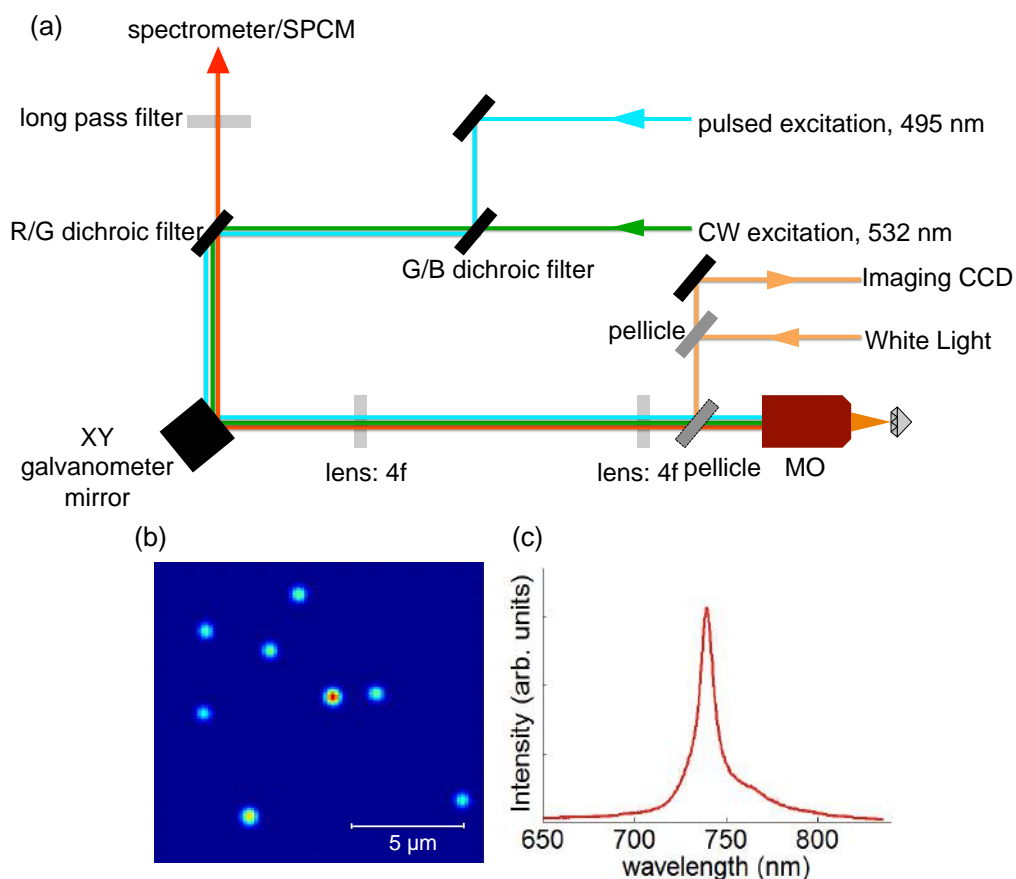 (a)
spectrometer/SPCM
long pass filter
pulsed excitation, 495 nm
R/G dichroic filter
CW excitation, 532 nm
G/B dichroic filter
Imaging CCD
pellicle
White Light
XY
galvanometer
mirror
lens: 4f
lens: 4f
pellicle
MO
(b)
5 µm
(c)
Intensity (arb. units)
650
700
750
800
wavelength (nm)